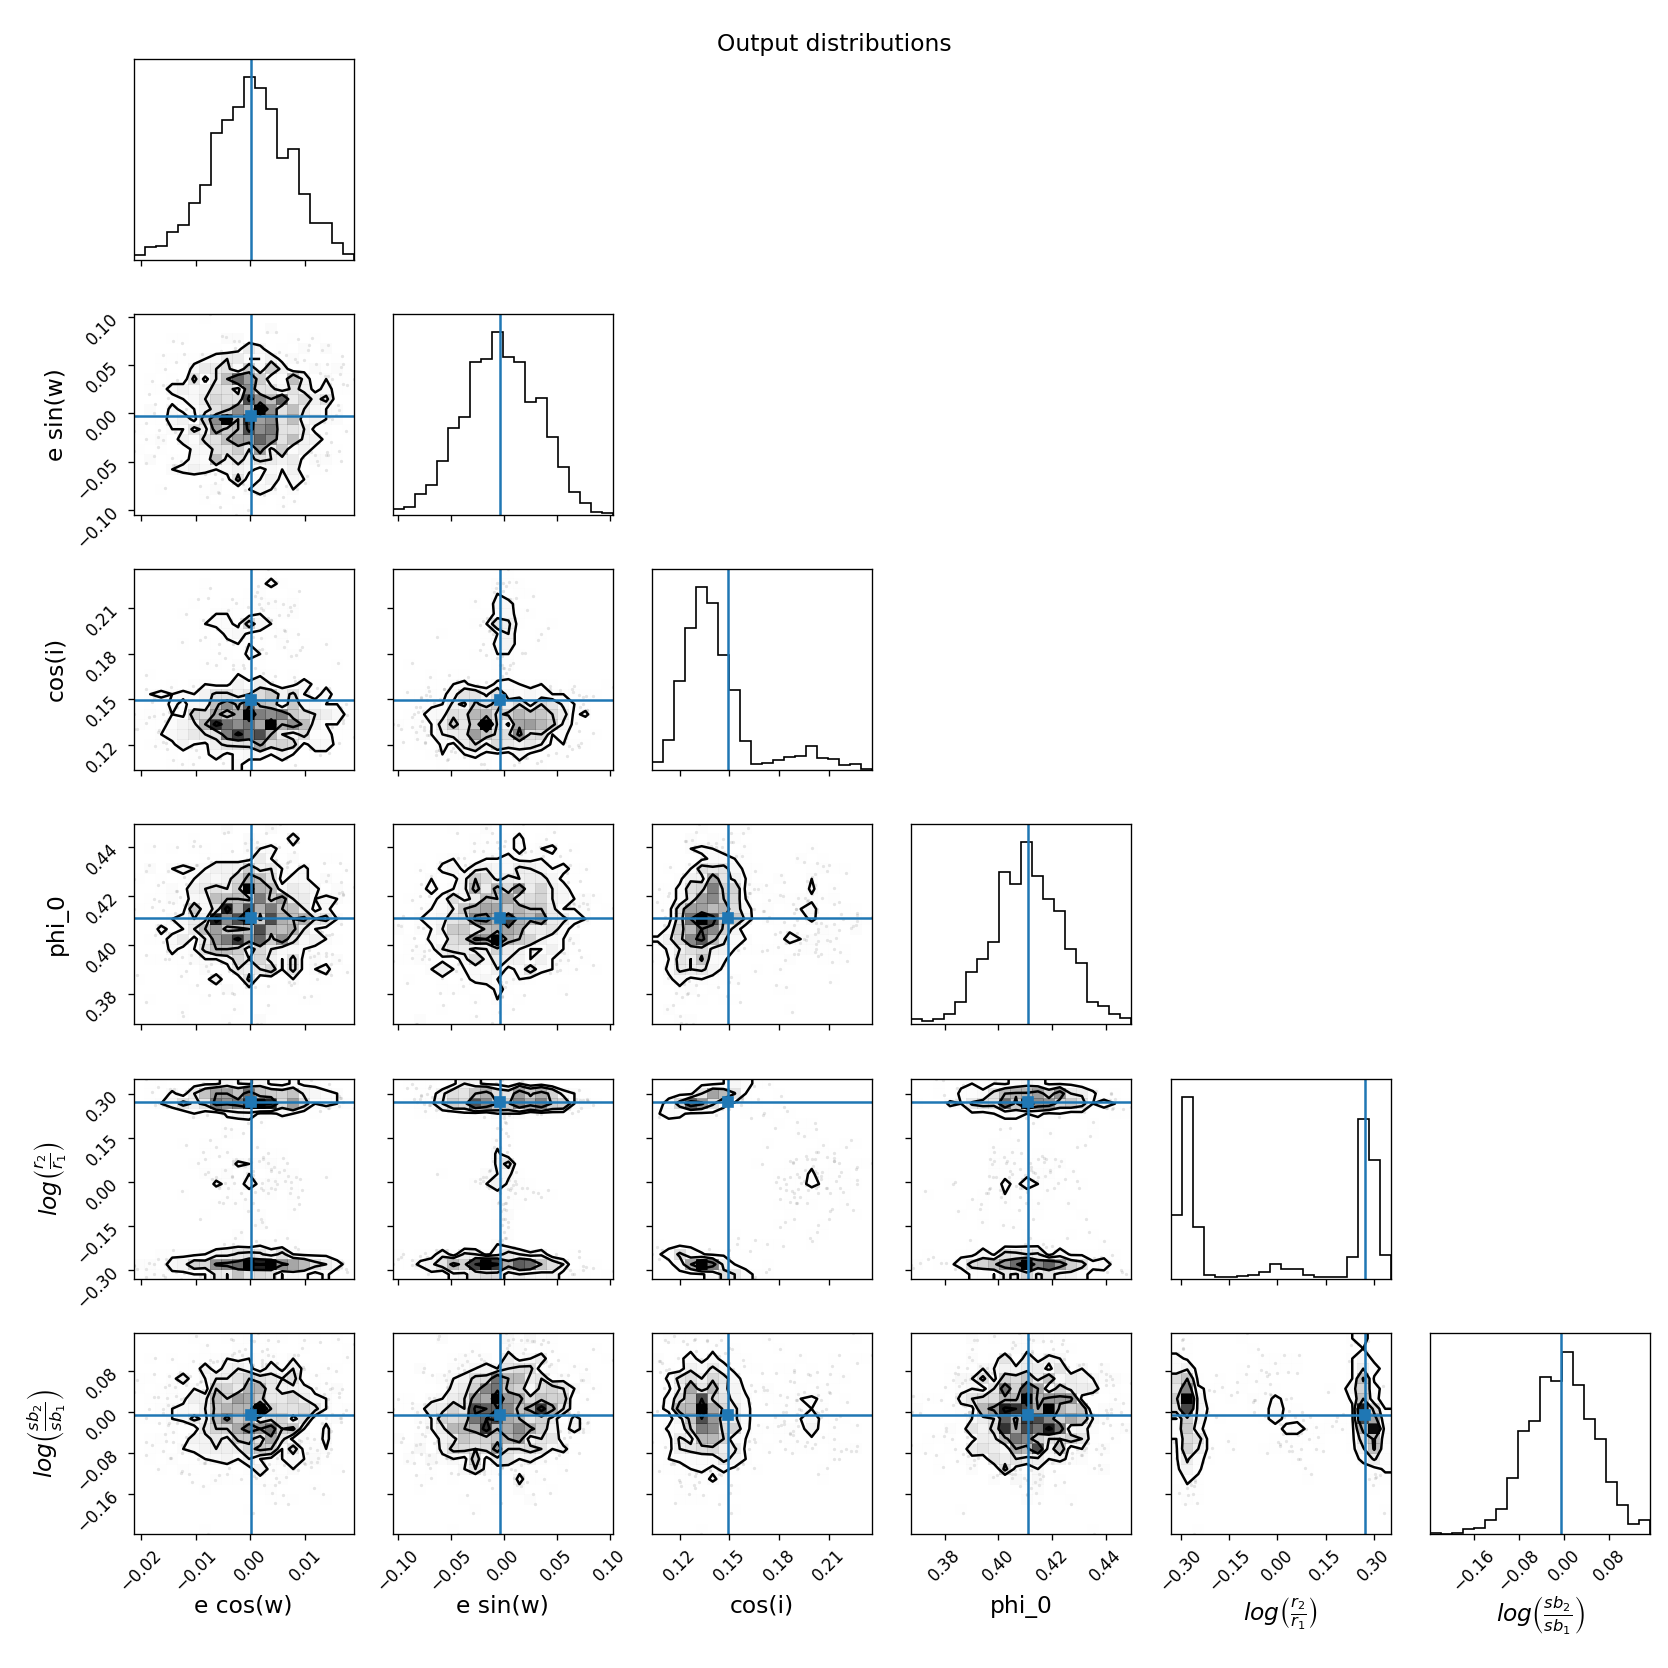 Output distributions
0.10
0.05
0.00
−0.05
−0.10
e sin(w)
0.21
0.18
0.15
0.12
cos(i)
0.44
0.42
0.40
0.38
phi_0
0.30
0.15
0.00
−0.15
−0.30
log(r₂/r₁)
0.08
0.00
−0.08
−0.16
log(sb₂/sb₁)
−0.02 −0.01 0.00 0.01 −0.10 −0.05 0.00 0.05 0.10 0.12 0.15 0.18 0.21 0.38 0.40 0.42 0.44 −0.30 −0.15 0.00 0.15 0.30 −0.16 −0.08 0.00 0.08
e cos(w) e sin(w) cos(i) phi_0 log(r₂/r₁) log(sb₂/sb₁)